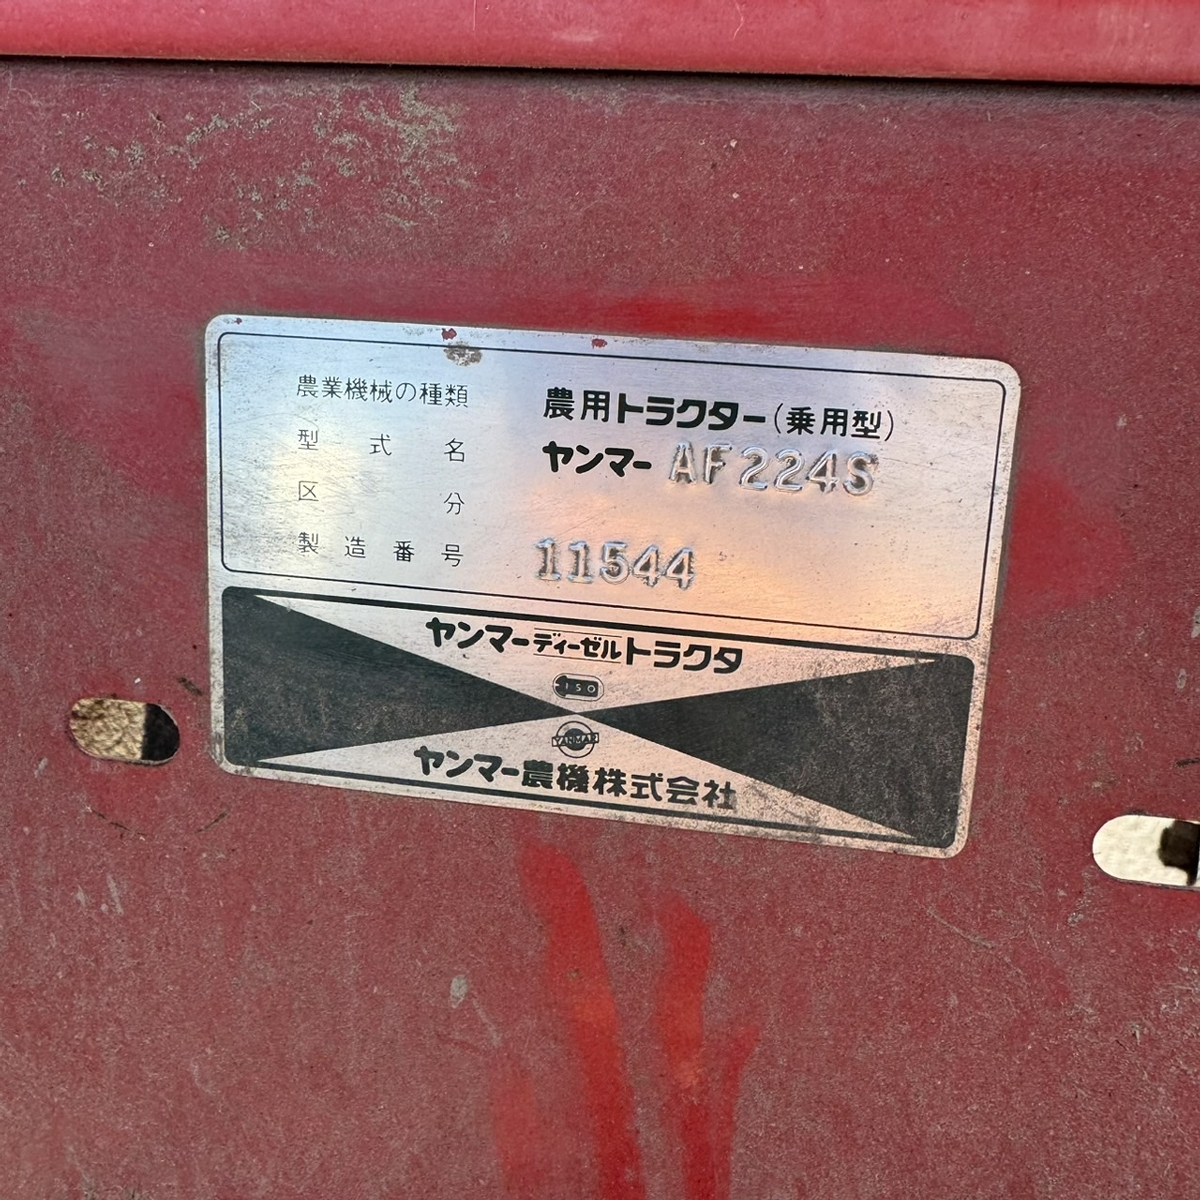 農業機械の種類 農用トラクター(乗用型)
型式名 ヤンマー AF224S
区分
製造番号 11544
ヤンマーディーゼルトラクタ
ISO
YANMAR
ヤンマー農機株式会社